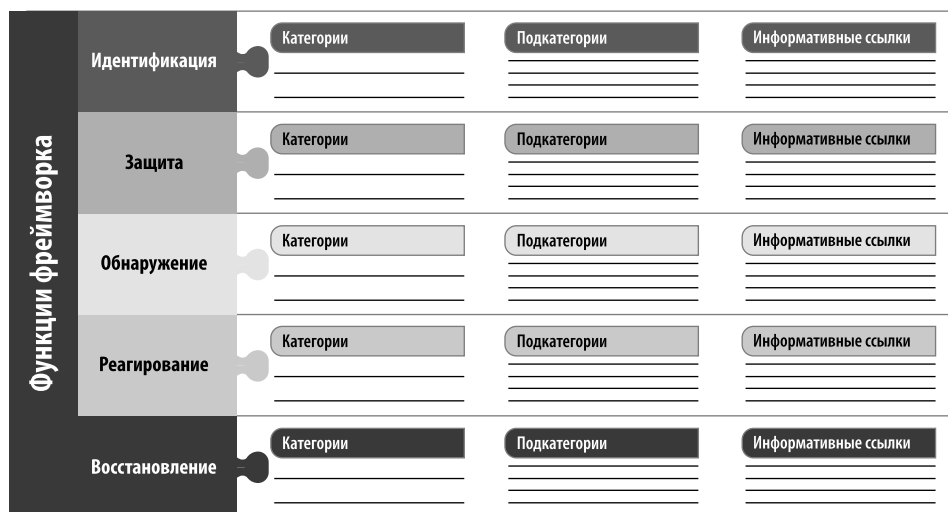 Функции фреймворка
Идентификация
Категории
Подкатегории
Информативные ссылки
Защита
Категории
Подкатегории
Информативные ссылки
Обнаружение
Категории
Подкатегории
Информативные ссылки
Реагирование
Категории
Подкатегории
Информативные ссылки
Восстановление
Категории
Подкатегории
Информативные ссылки